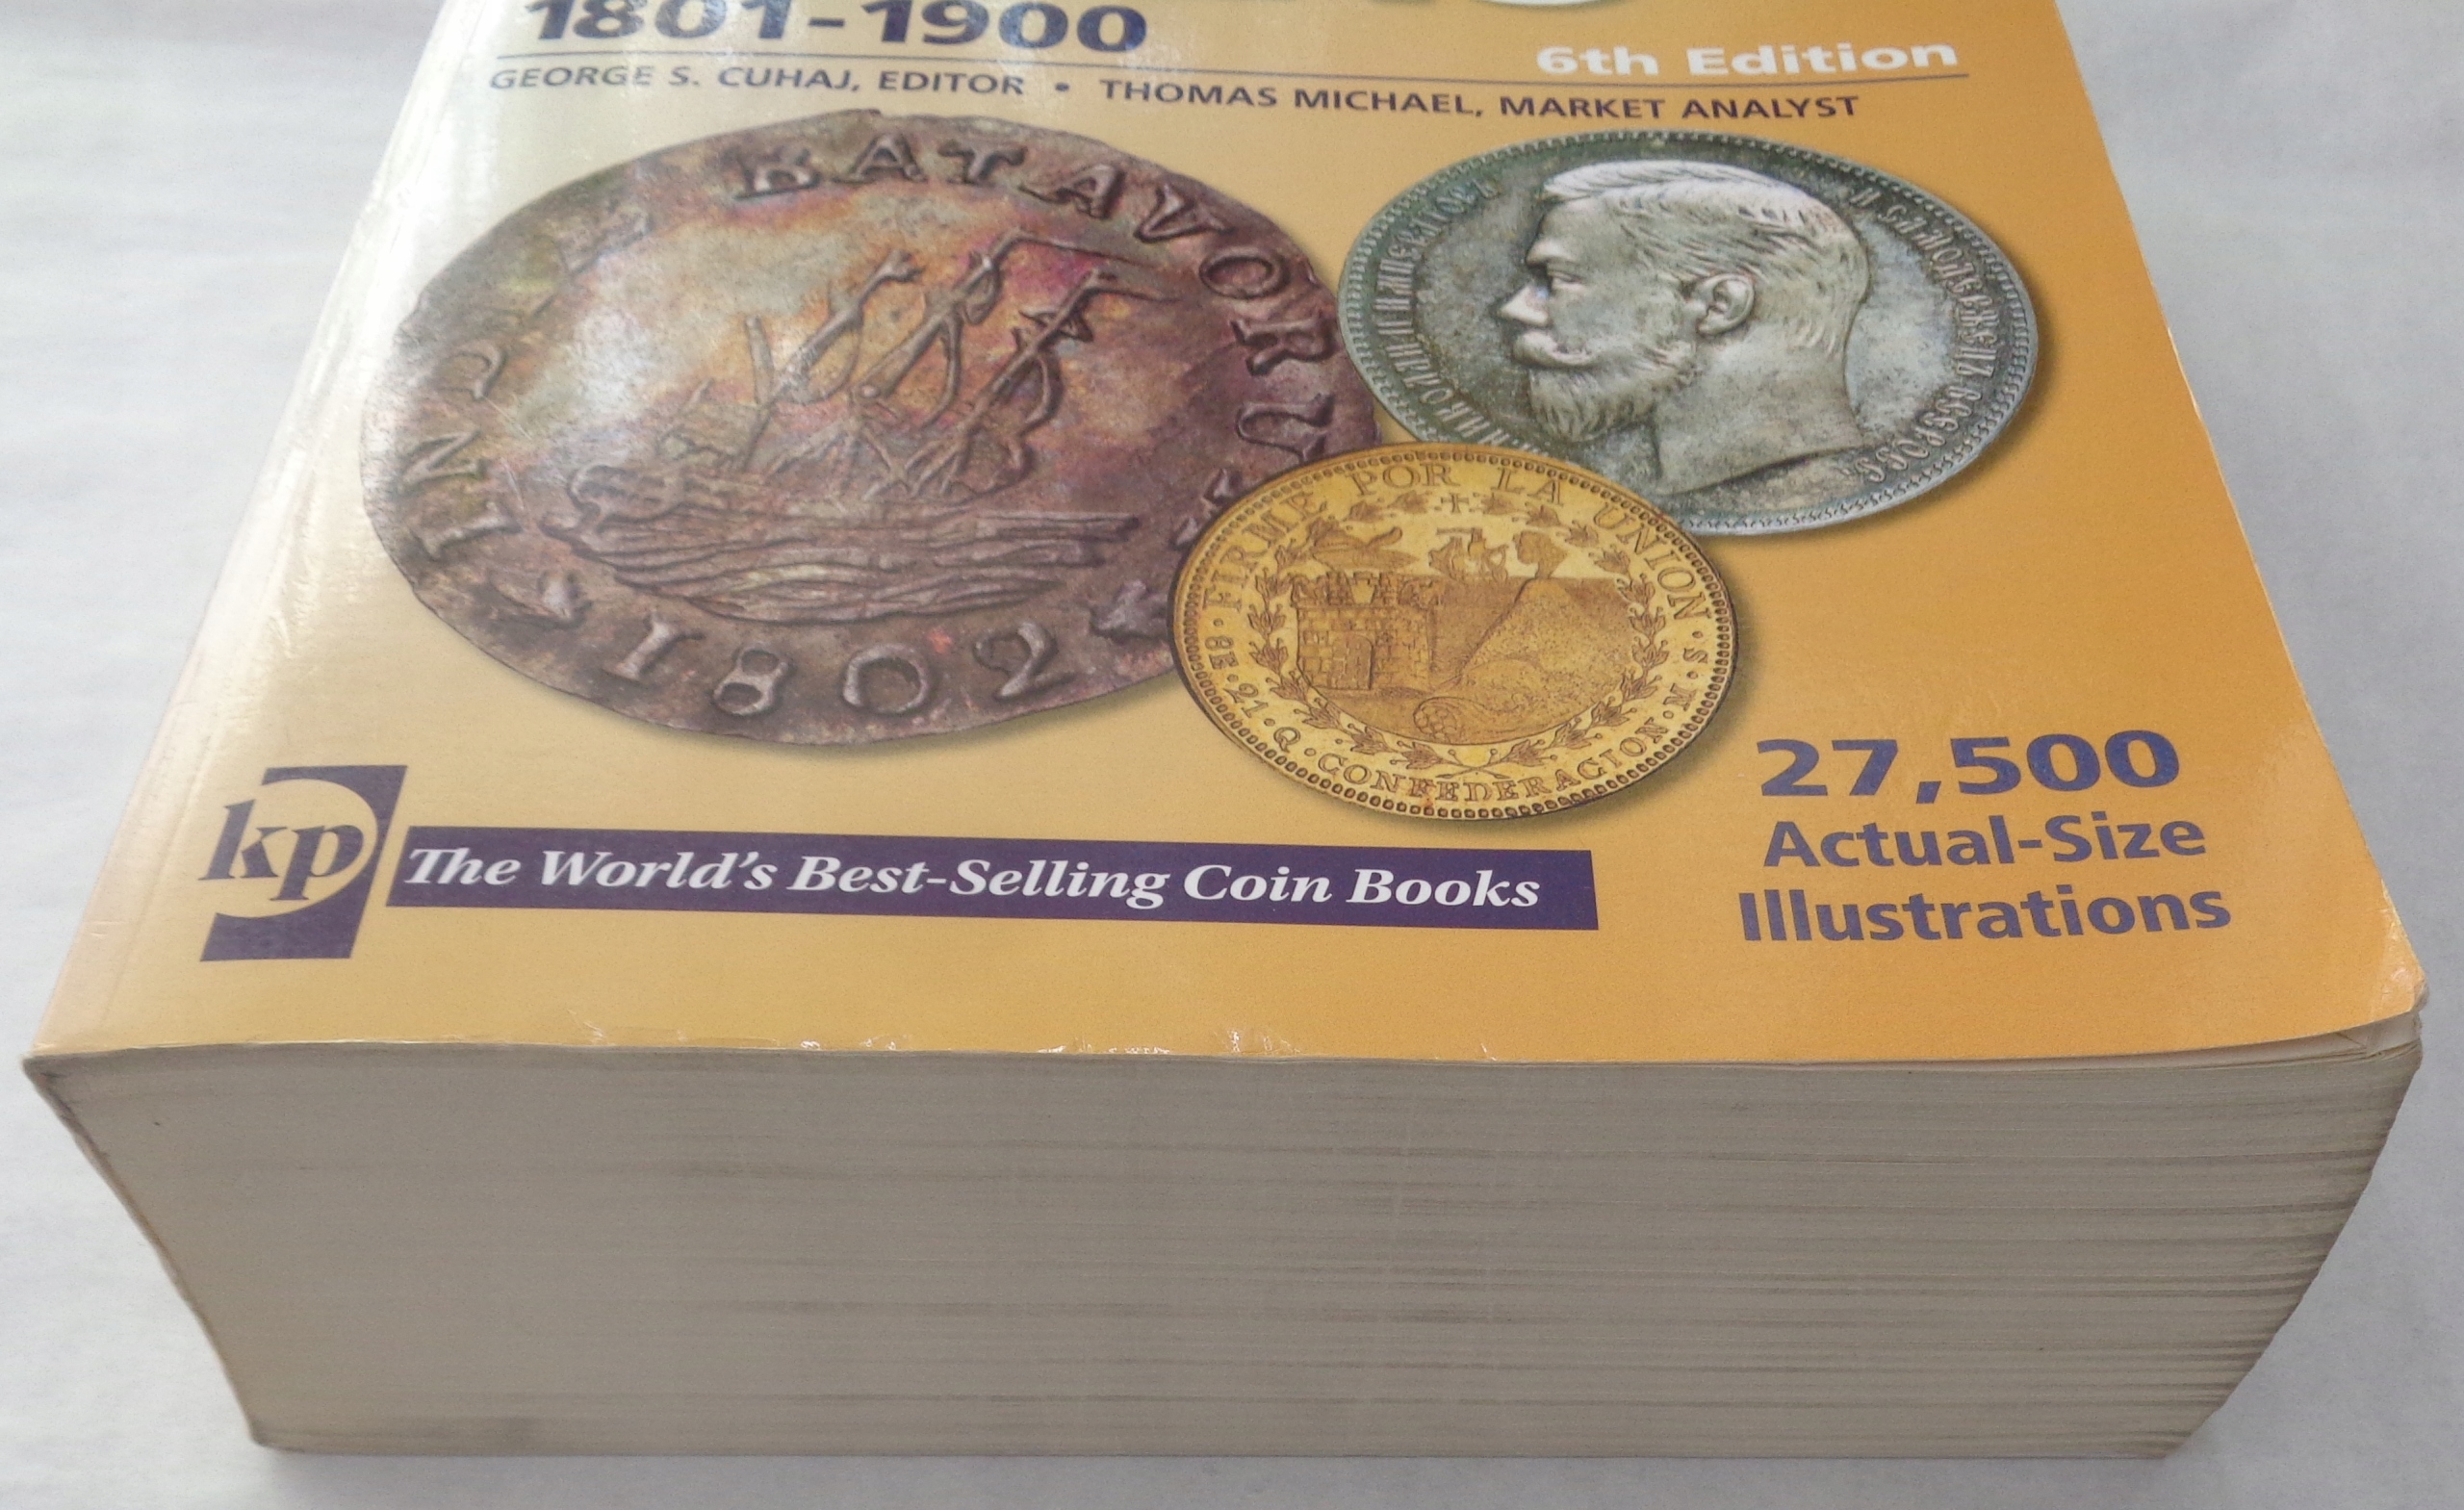 1801-1900
6th Edition
GEORGE S. CUHAJ, EDITOR • THOMAS MICHAEL, MARKET ANALYST
INDIÆ BATAVORUM
1802
FIRME POR LA UNION · CONFEDERACION
27,500
Actual-Size
Illustrations
kp
The World's Best-Selling Coin Books